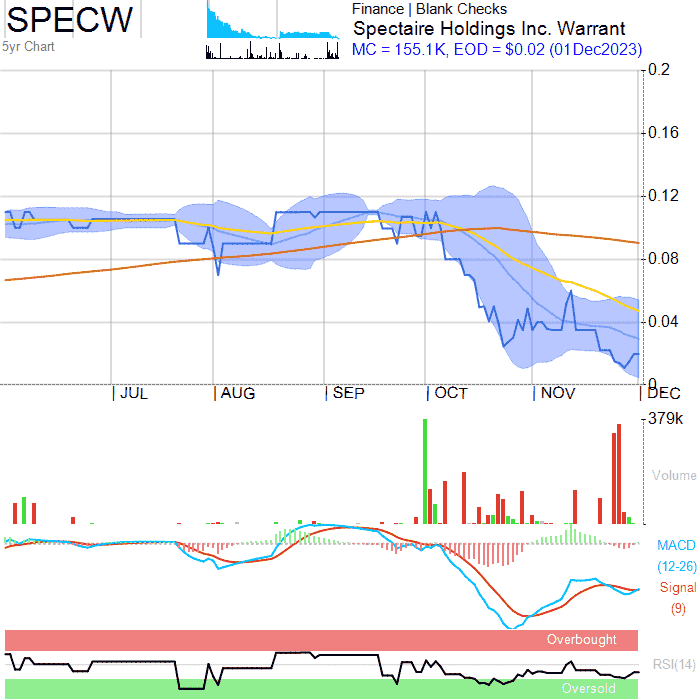 SPECW
5yr Chart
Finance | Blank Checks
Spectaire Holdings Inc. Warrant
MC = 155.1K, EOD = $0.02 (01Dec2023)
0.2
0.16
0.12
0.08
0.04
0
JUL AUG SEP OCT NOV DEC
379k
Volume
MACD
(12-26)
Signal
(9)
Overbought
RSI(14)
Oversold